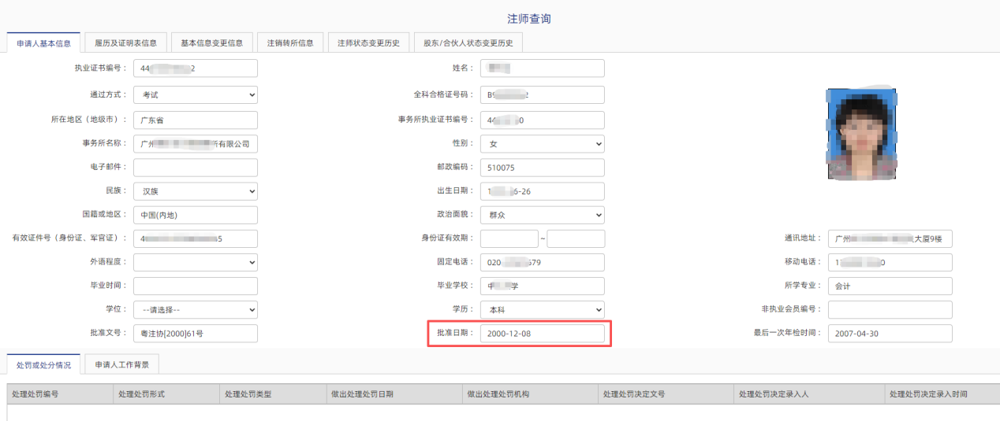 注师查询
申请人基本信息 履历及证明表信息 基本信息变更信息 注销转所信息 注师状态变更历史 股东/合伙人状态变更历史
执业证书编号： 44 2 姓名：
通过方式： 考试 全科合格证号码： B9 2
所在地区（地级市）： 广东省 事务所执业证书编号： 44 0
事务所名称： 广州 所有限公司 性别： 女
电子邮件： 邮政编码： 510075
民族： 汉族 出生日期： 1 6-26
国籍或地区： 中国(内地) 政治面貌： 群众
有效证件号（身份证、军官证）： 4 5 身份证有效期： ~ 通讯地址： 广州 大厦9楼
外语程度： 固定电话： 020 679 移动电话： 1 0
毕业时间： 毕业学校： 中 学 所学专业： 会计
学位： --请选择-- 学历： 本科 非执业会员编号：
批准文号： 粤注协[2000]61号 批准日期： 2000-12-08 最后一次年检时间： 2007-04-30
处罚或处分情况 申请人工作背景
处理处罚编号 处理处罚形式 处理处罚类型 做出处理处罚日期 做出处理处罚机构 处理处罚决定文号 处理处罚决定录入人 处理处罚决定录入时间